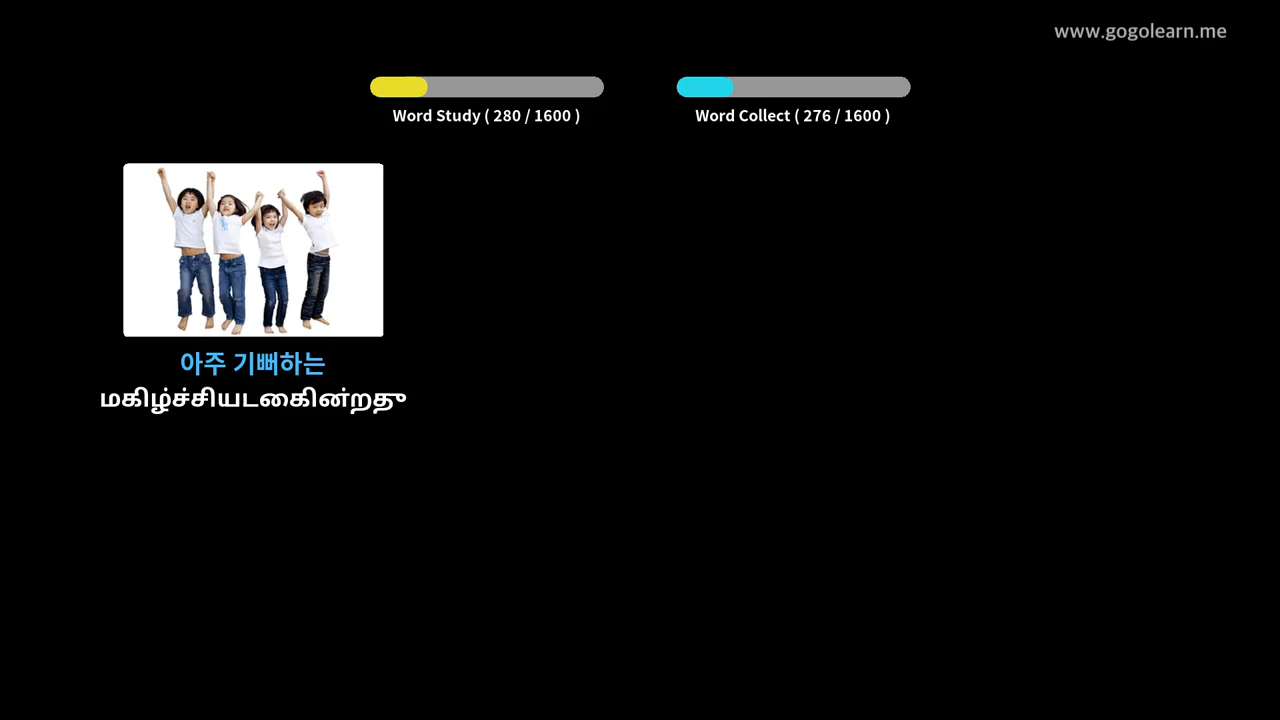 www.gogolearn.me
Word Study ( 280 / 1600 )
Word Collect ( 276 / 1600 )
아주 기뻐하는
மகிழ்ச்சியடகைின்றது